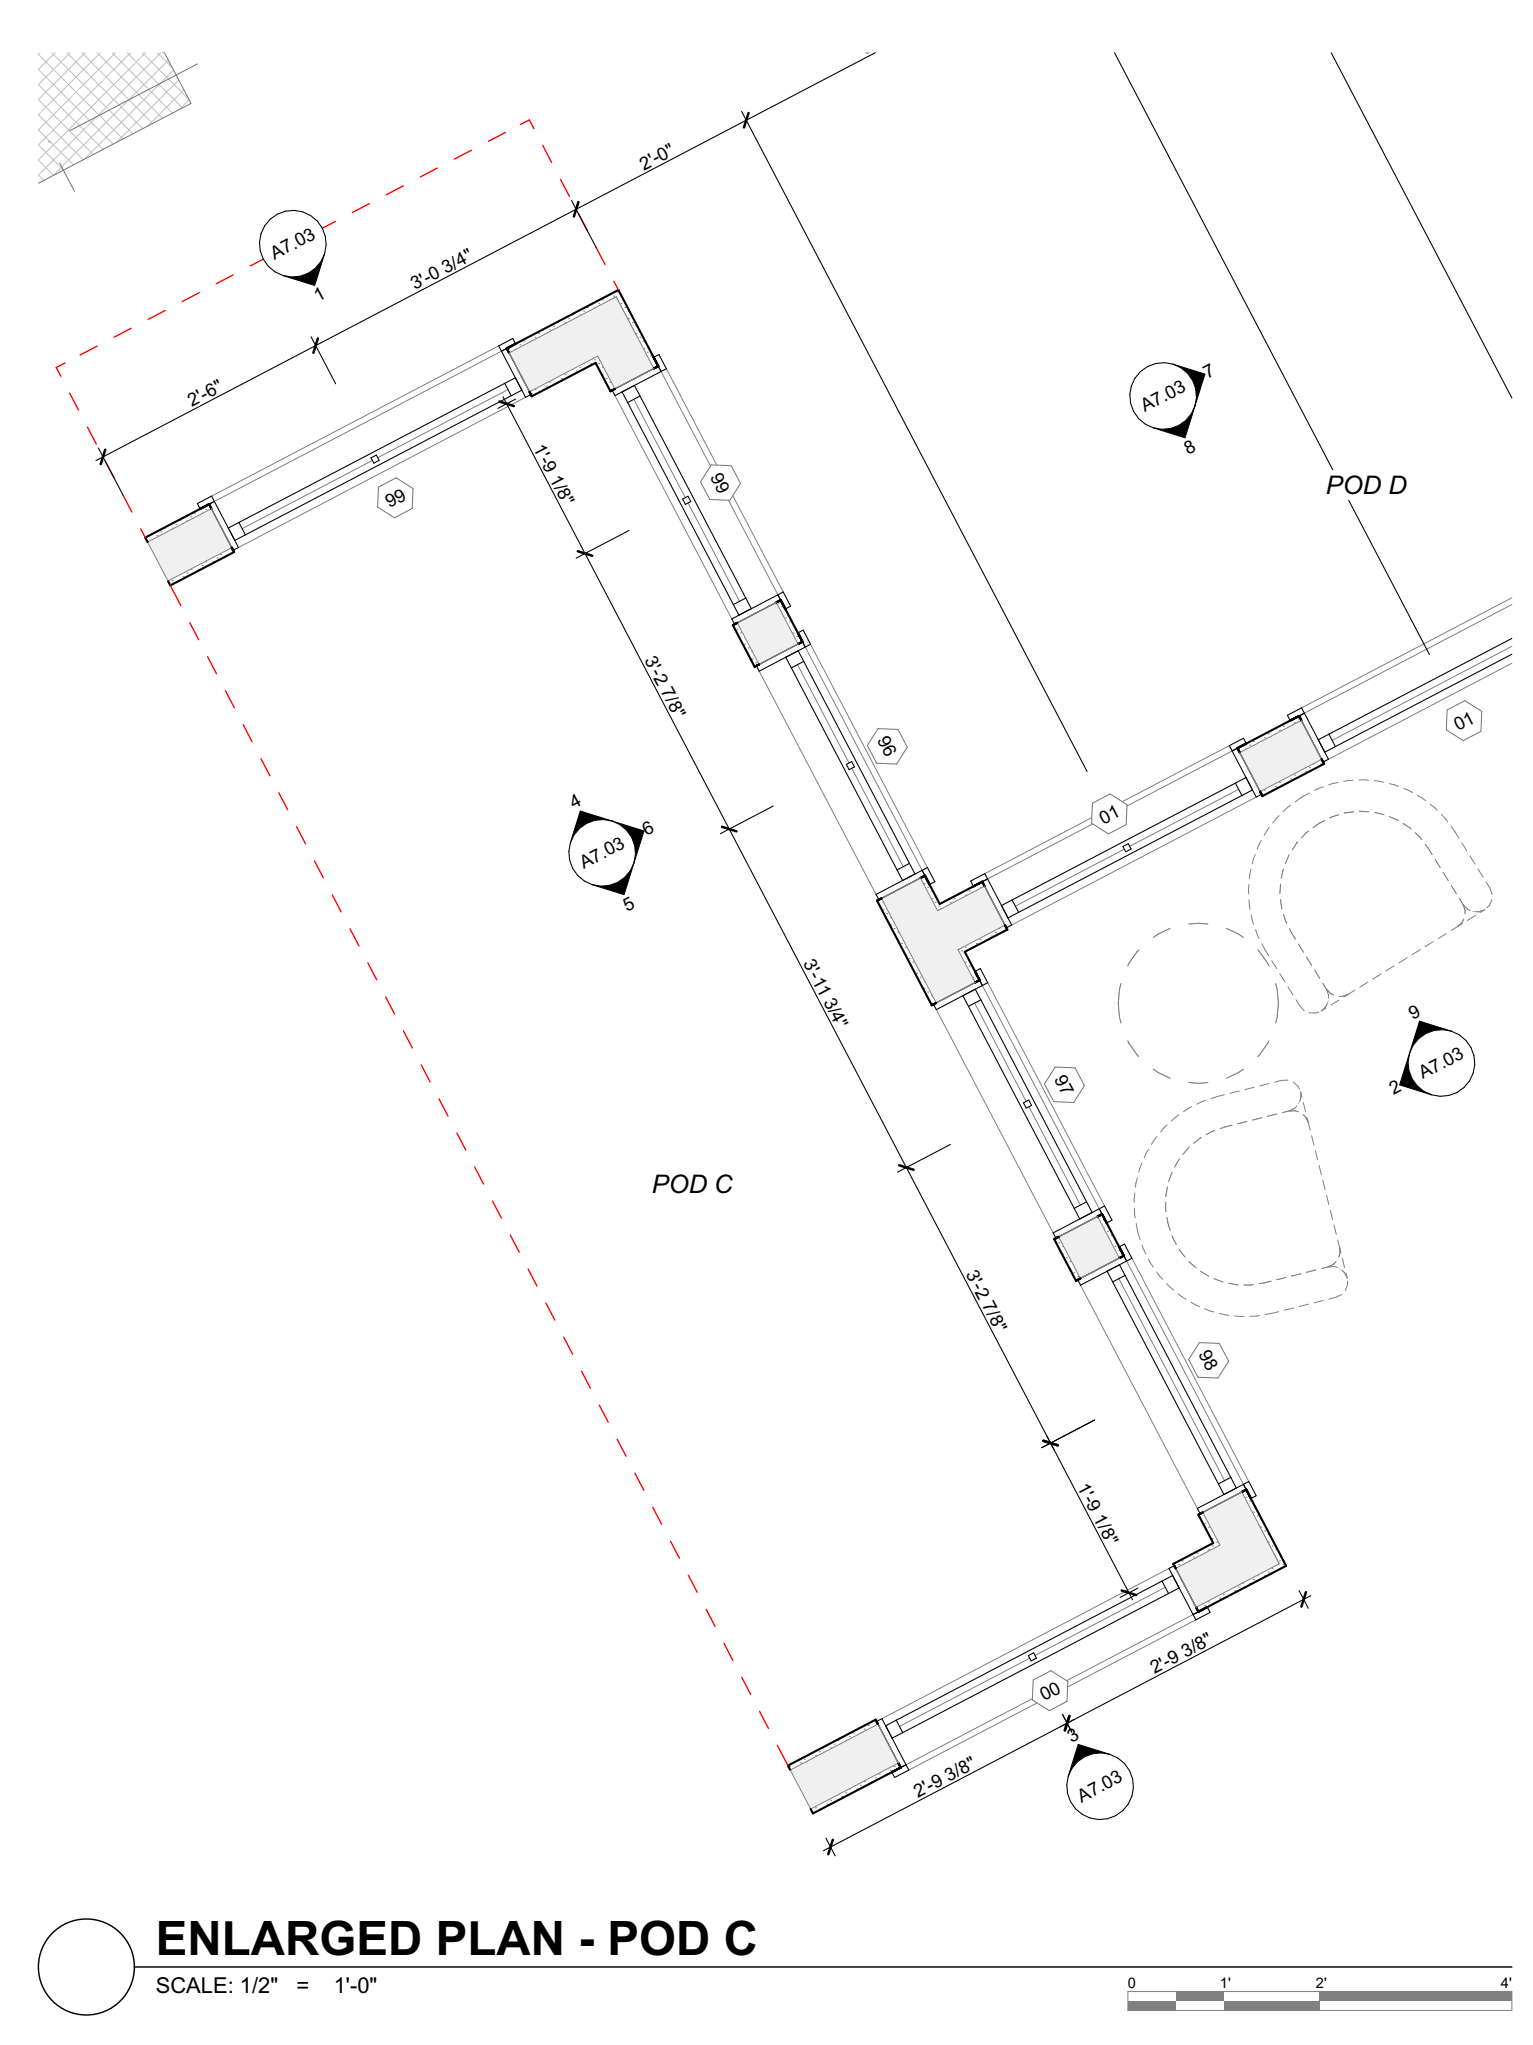 2'-0"
A7.03
1
3'-0 3/4"
2'-6"
99
1'-9 1/8"
99
A7.03
7
8
POD D
3'-2 7/8"
96
01
01
4
A7.03
6
5
3'-11 3/4"
97
9
A7.03
2
POD C
3'-2 7/8"
98
1'-9 1/8"
2'-9 3/8"
00
3
A7.03
2'-9 3/8"
ENLARGED PLAN - POD C
SCALE: 1/2" = 1'-0"
0 1' 2' 4'